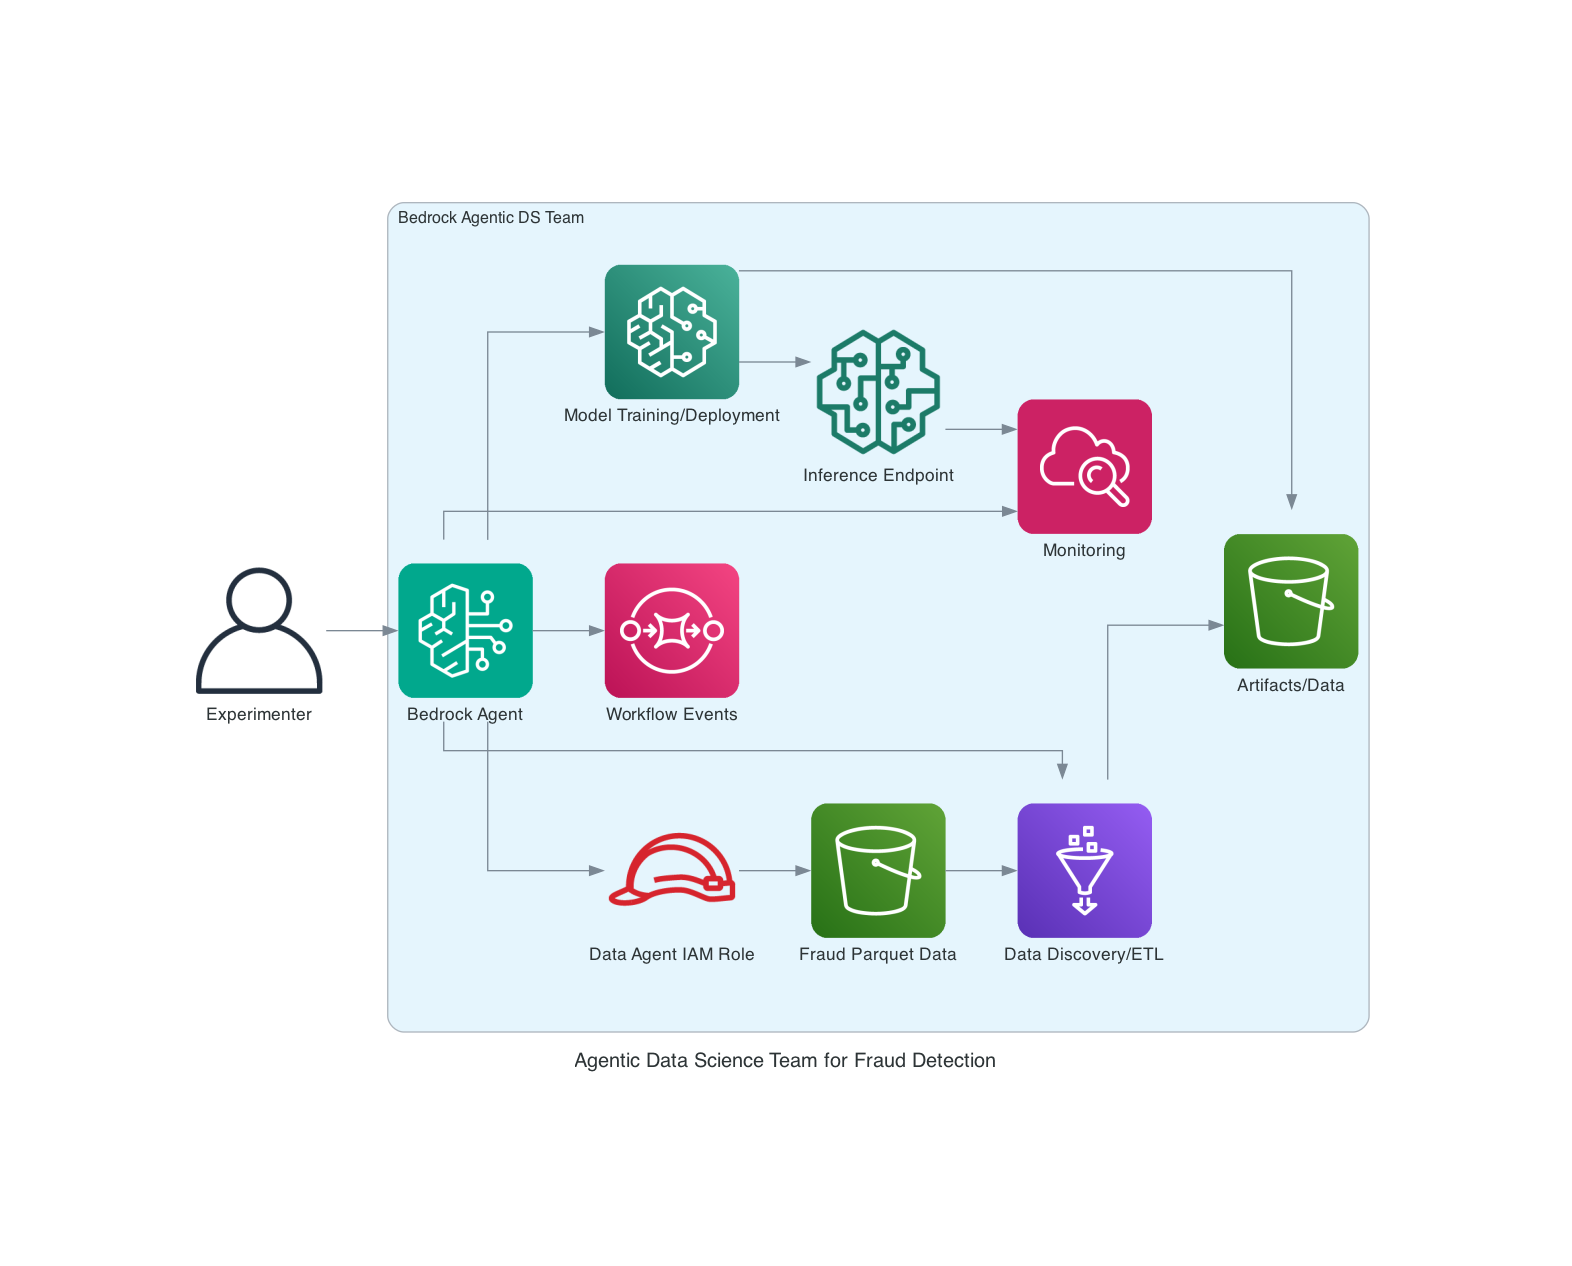 Bedrock Agentic DS Team
Model Training/Deployment
Inference Endpoint
Monitoring
Artifacts/Data
Experimenter
Bedrock Agent
Workflow Events
Data Agent IAM Role
Fraud Parquet Data
Data Discovery/ETL
Agentic Data Science Team for Fraud Detection